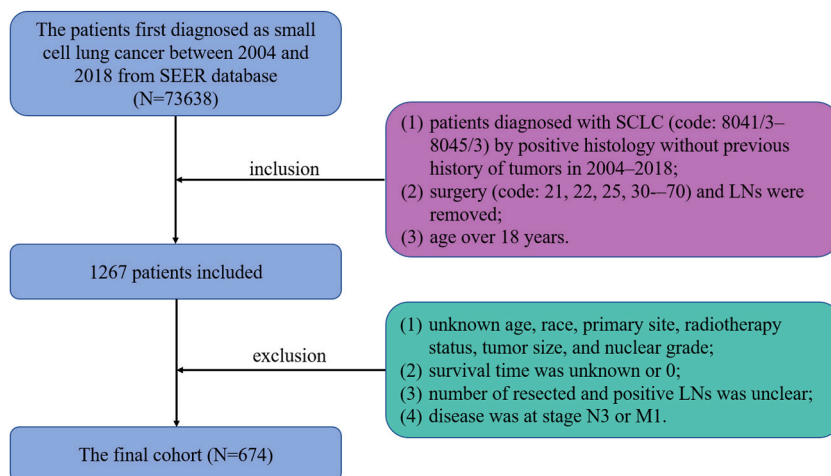 The patients first diagnosed as small
cell lung cancer between 2004 and
2018 from SEER database
(N=73638)
(1) patients diagnosed with SCLC (code: 8041/3–
8045/3) by positive histology without previous
history of tumors in 2004–2018;
(2) surgery (code: 21, 22, 25, 30-–70) and LNs were
removed;
(3) age over 18 years.
inclusion
1267 patients included
(1) unknown age, race, primary site, radiotherapy
status, tumor size, and nuclear grade;
(2) survival time was unknown or 0;
(3) number of resected and positive LNs was unclear;
(4) disease was at stage N3 or M1.
exclusion
The final cohort (N=674)